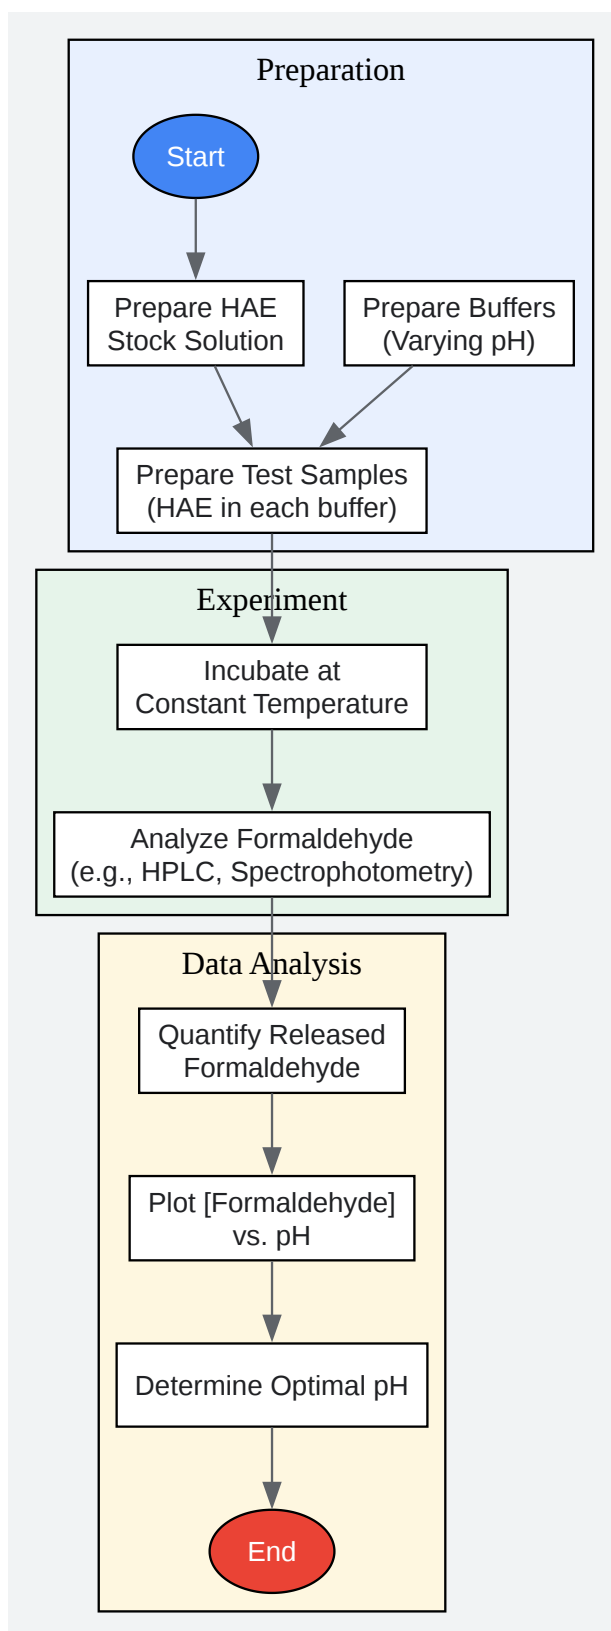 Preparation
Start
Prepare HAE
Stock Solution
Prepare Buffers
(Varying pH)
Prepare Test Samples
(HAE in each buffer)
Experiment
Incubate at
Constant Temperature
Analyze Formaldehyde
(e.g., HPLC, Spectrophotometry)
Data Analysis
Quantify Released
Formaldehyde
Plot [Formaldehyde]
vs. pH
Determine Optimal pH
End